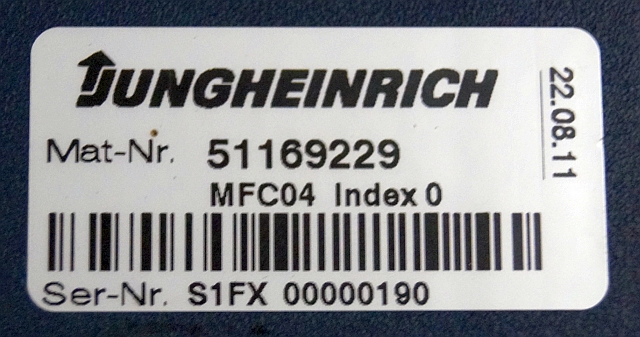 JUNGHEINRICH
22.08.11
Mat-Nr. 51169229
MFC04 Index 0
Ser-Nr. S1FX 00000190